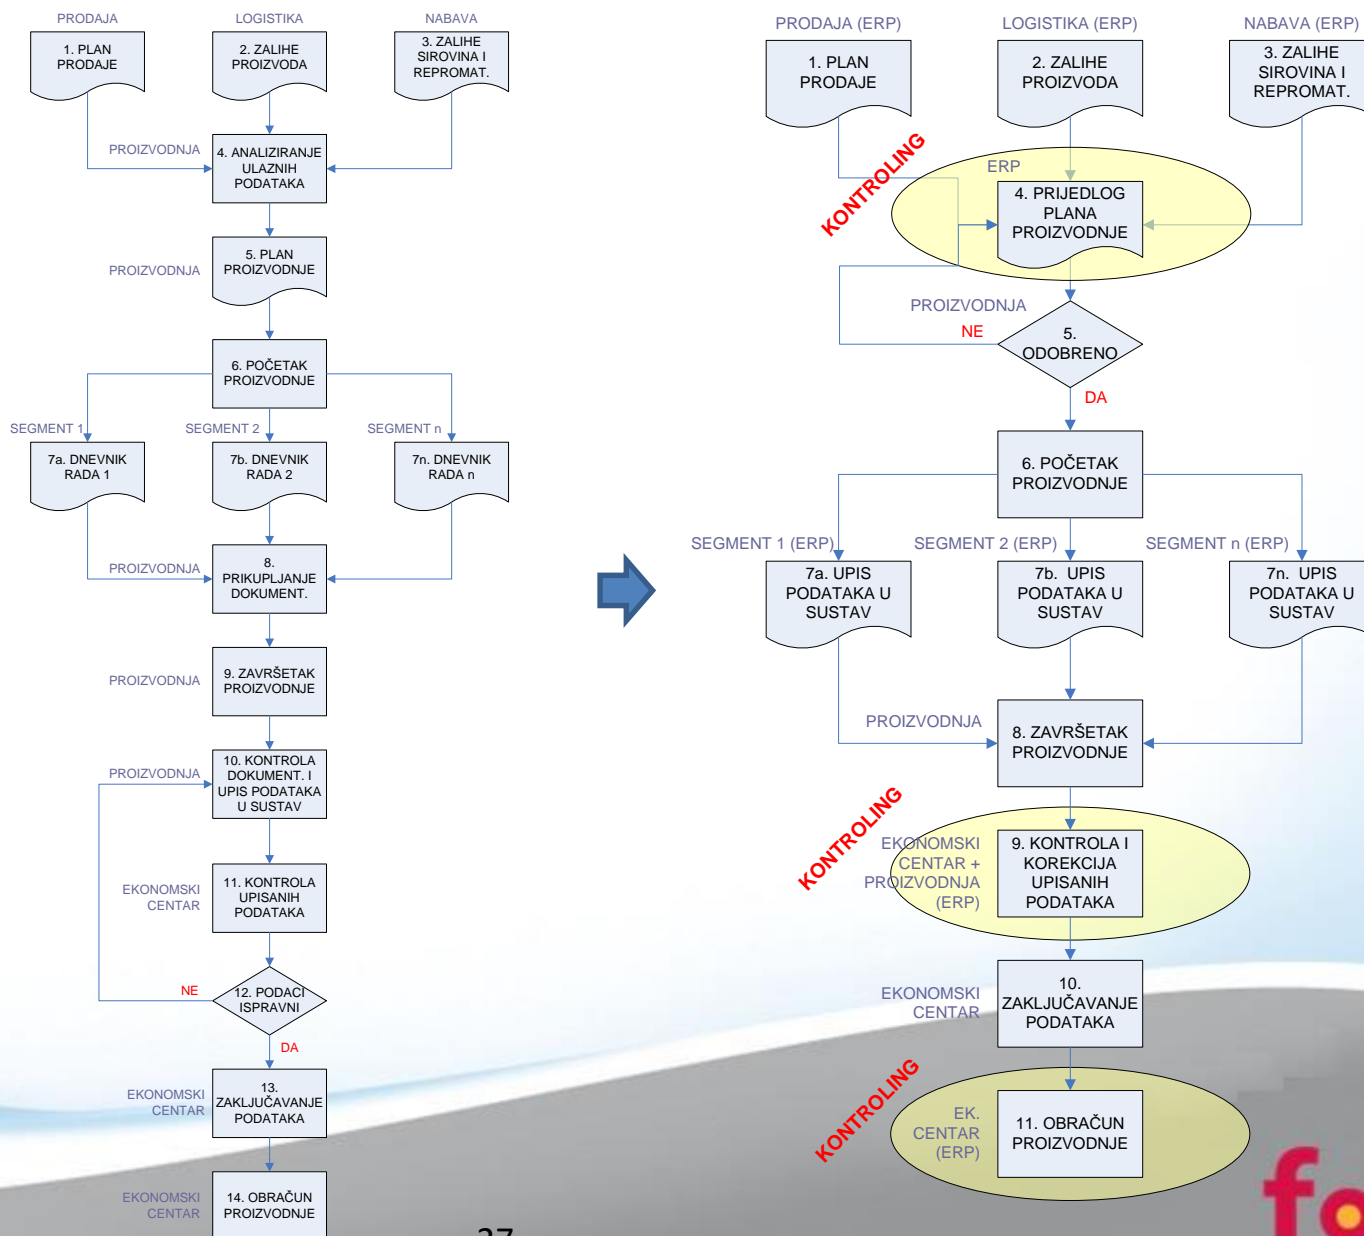 PRODAJA
LOGISTIKA
NABAVA
1. PLAN
PRODAJE
2. ZALIHE
PROIZVODA
3. ZALIHE
SIROVINA I
REPROMAT.
PROIZVODNJA
4. ANALIZIRANJE
ULAZNIH
PODATAKA
PROIZVODNJA
5. PLAN
PROIZVODNJE
6. POČETAK
PROIZVODNJE
SEGMENT 1
SEGMENT 2
SEGMENT n
7a. DNEVNIK
RADA 1
7b. DNEVNIK
RADA 2
7n. DNEVNIK
RADA n
PROIZVODNJA
8.
PRIKUPLJANJE
DOKUMENT.
PROIZVODNJA
9. ZAVRŠETAK
PROIZVODNJE
PROIZVODNJA
10. KONTROLA
DOKUMENT. I
UPIS PODATAKA
U SUSTAV
EKONOMSKI
CENTAR
11. KONTROLA
UPISANIH
PODATAKA
NE
12. PODACI
ISPRAVNI
DA
EKONOMSKI
CENTAR
13.
ZAKLJUČAVANJE
PODATAKA
EKONOMSKI
CENTAR
14. OBRAČUN
PROIZVODNJE
PRODAJA (ERP)
LOGISTIKA (ERP)
NABAVA (ERP)
1. PLAN
PRODAJE
2. ZALIHE
PROIZVODA
3. ZALIHE
SIROVINA I
REPROMAT.
KONTROLING
ERP
4. PRIJEDLOG
PLANA
PROIZVODNJE
PROIZVODNJA
NE
5.
ODOBRENO
DA
6. POČETAK
PROIZVODNJE
SEGMENT 1 (ERP)
SEGMENT 2 (ERP)
SEGMENT n (ERP)
7a. UPIS
PODATAKA U
SUSTAV
7b. UPIS
PODATAKA U
SUSTAV
7n. UPIS
PODATAKA U
SUSTAV
PROIZVODNJA
8. ZAVRŠETAK
PROIZVODNJE
KONTROLING
EKONOMSKI
CENTAR +
PROIZVODNJA
(ERP)
9. KONTROLA I
KOREKCIJA
UPISANIH
PODATAKA
EKONOMSKI
CENTAR
10.
ZAKLJUČAVANJE
PODATAKA
KONTROLING
EK.
CENTAR
(ERP)
11. OBRAČUN
PROIZVODNJE